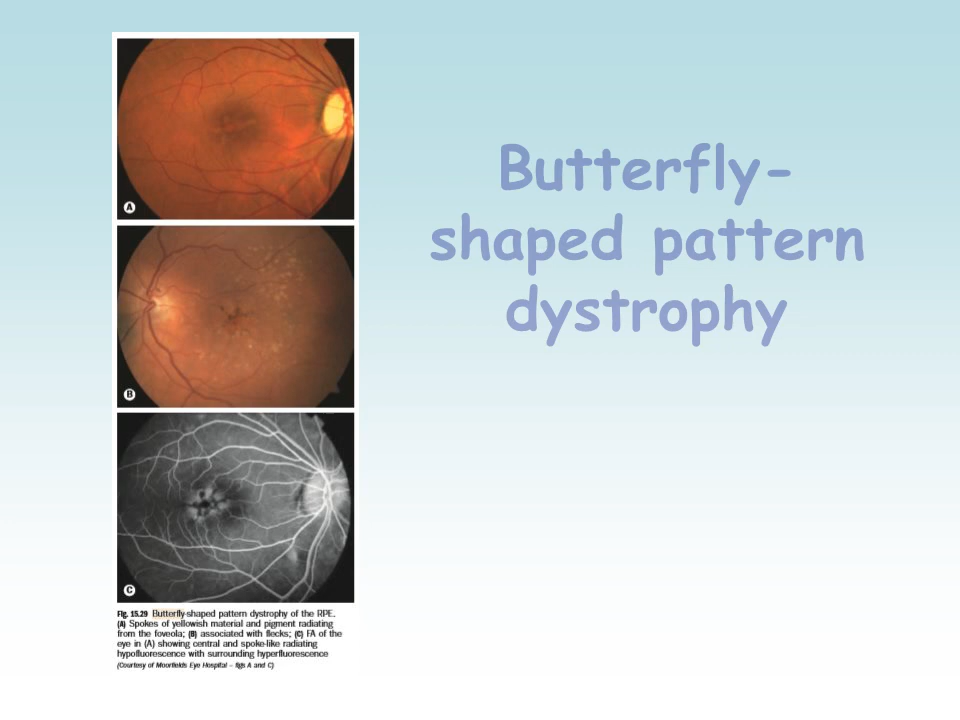 A
B
C
Fig. 15.29 Butterfly-shaped pattern dystrophy of the RPE.
(A) Spokes of yellowish material and pigment radiating
from the foveola; (B) associated with flecks; (C) FA of the
eye in (A) showing central and spoke-like radiating
hypofluorescence with surrounding hyperfluorescence
(Courtesy of Moorfields Eye Hospital – figs A and C)
Butterfly-
shaped pattern
dystrophy